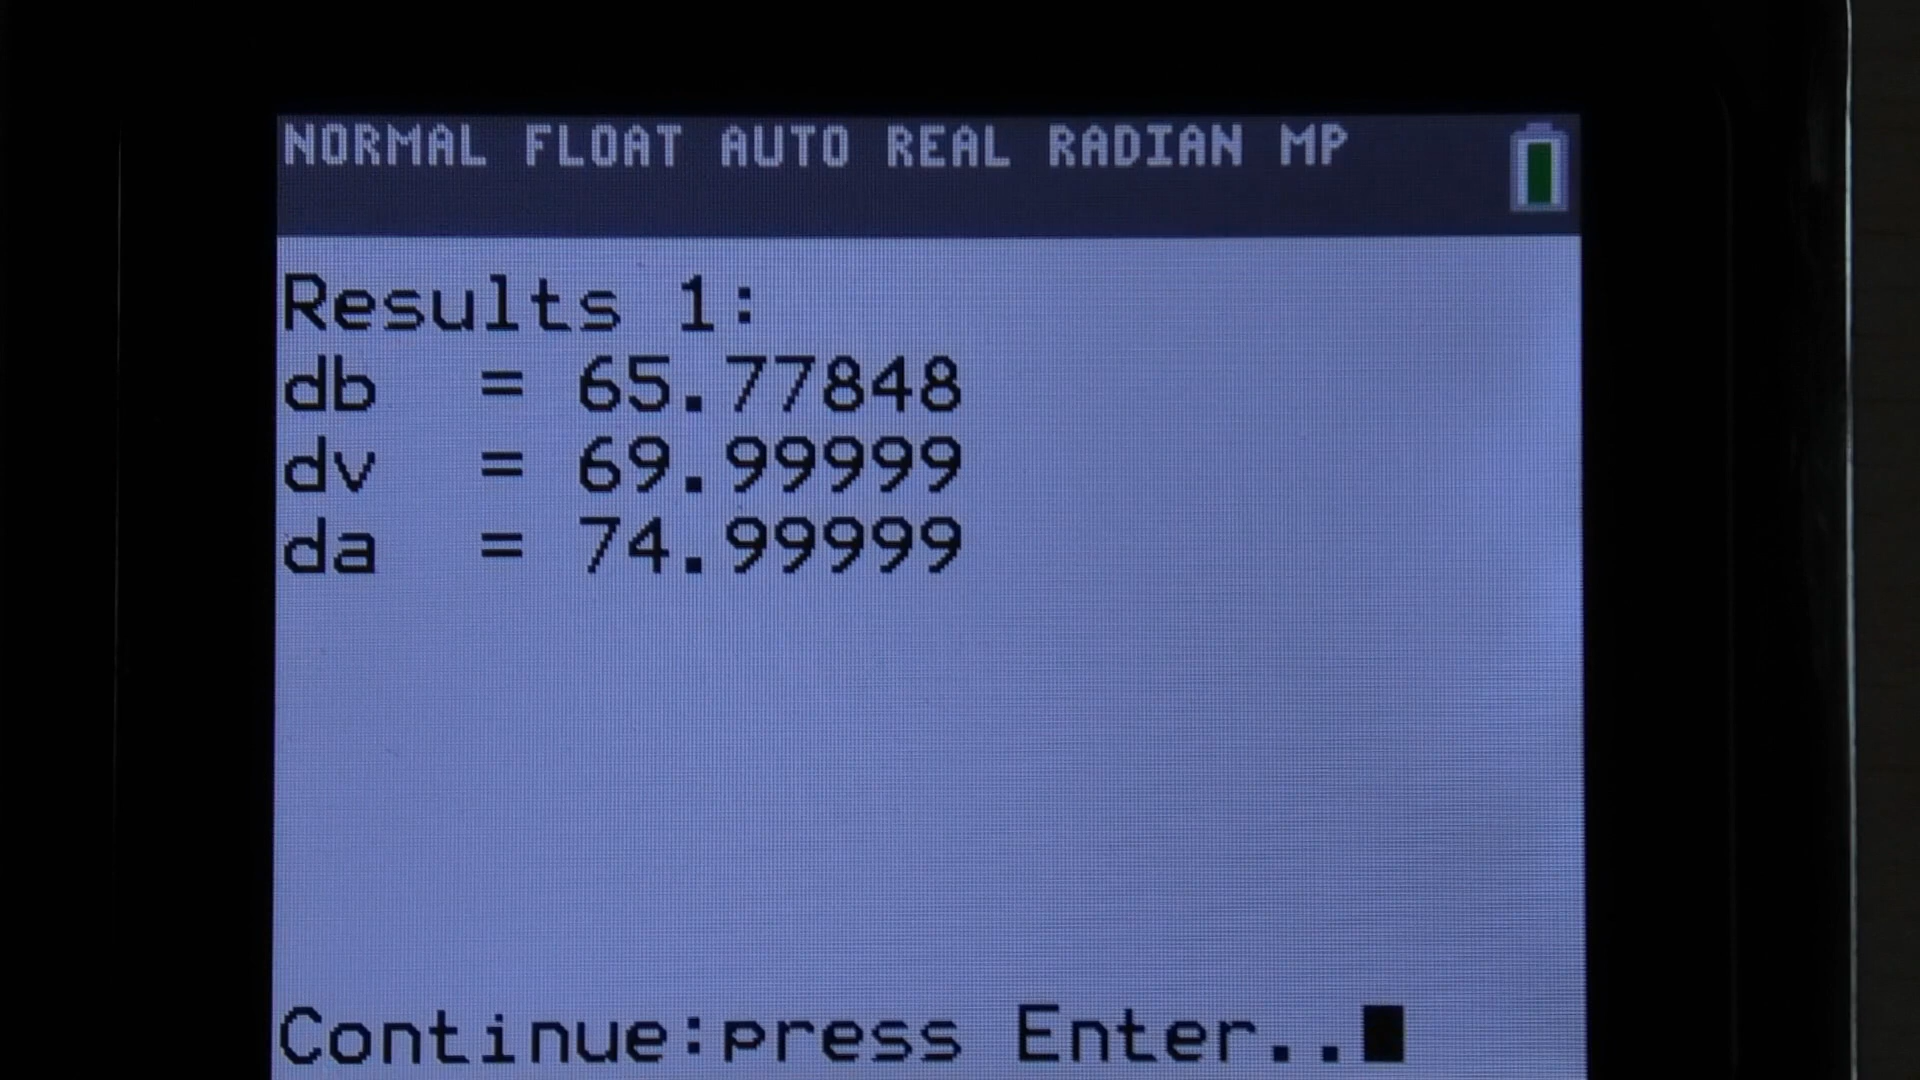 NORMAL FLOAT AUTO REAL RADIAN MP
Results 1:
db = 65.77848
dv = 69.99999
da = 74.99999
Continue:press Enter..